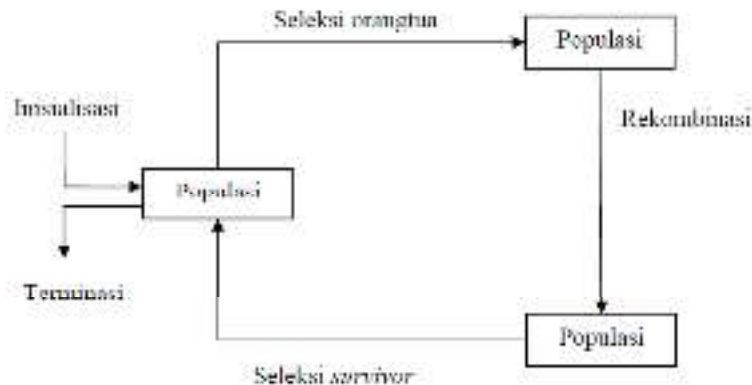 Seleksi orangtua
Populasi
Inisialisasi
Rekombinasi
Populasi
Terminasi
Populasi
Seleksi survivor